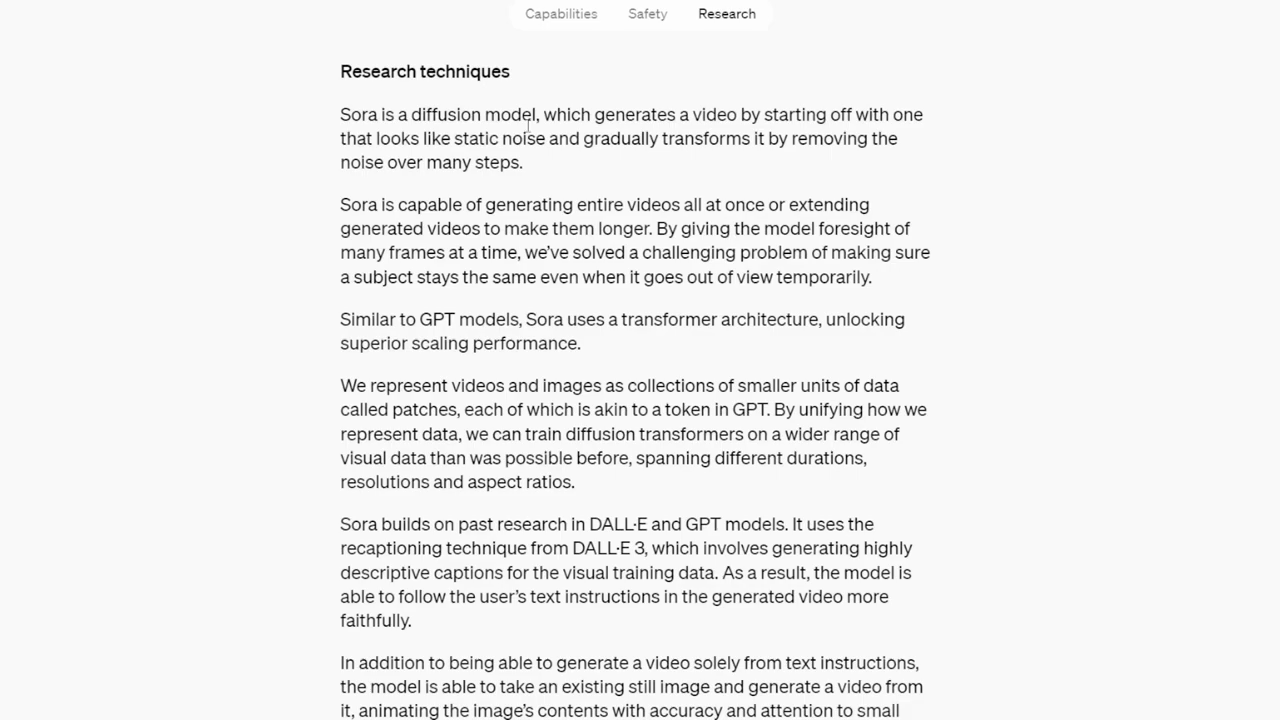 Capabilities Safety Research
Research techniques
Sora is a diffusion model, which generates a video by starting off with one
that looks like static noise and gradually transforms it by removing the
noise over many steps.
Sora is capable of generating entire videos all at once or extending
generated videos to make them longer. By giving the model foresight of
many frames at a time, we’ve solved a challenging problem of making sure
a subject stays the same even when it goes out of view temporarily.
Similar to GPT models, Sora uses a transformer architecture, unlocking
superior scaling performance.
We represent videos and images as collections of smaller units of data
called patches, each of which is akin to a token in GPT. By unifying how we
represent data, we can train diffusion transformers on a wider range of
visual data than was possible before, spanning different durations,
resolutions and aspect ratios.
Sora builds on past research in DALL·E and GPT models. It uses the
recaptioning technique from DALL·E 3, which involves generating highly
descriptive captions for the visual training data. As a result, the model is
able to follow the user’s text instructions in the generated video more
faithfully.
In addition to being able to generate a video solely from text instructions,
the model is able to take an existing still image and generate a video from
it, animating the image’s contents with accuracy and attention to small